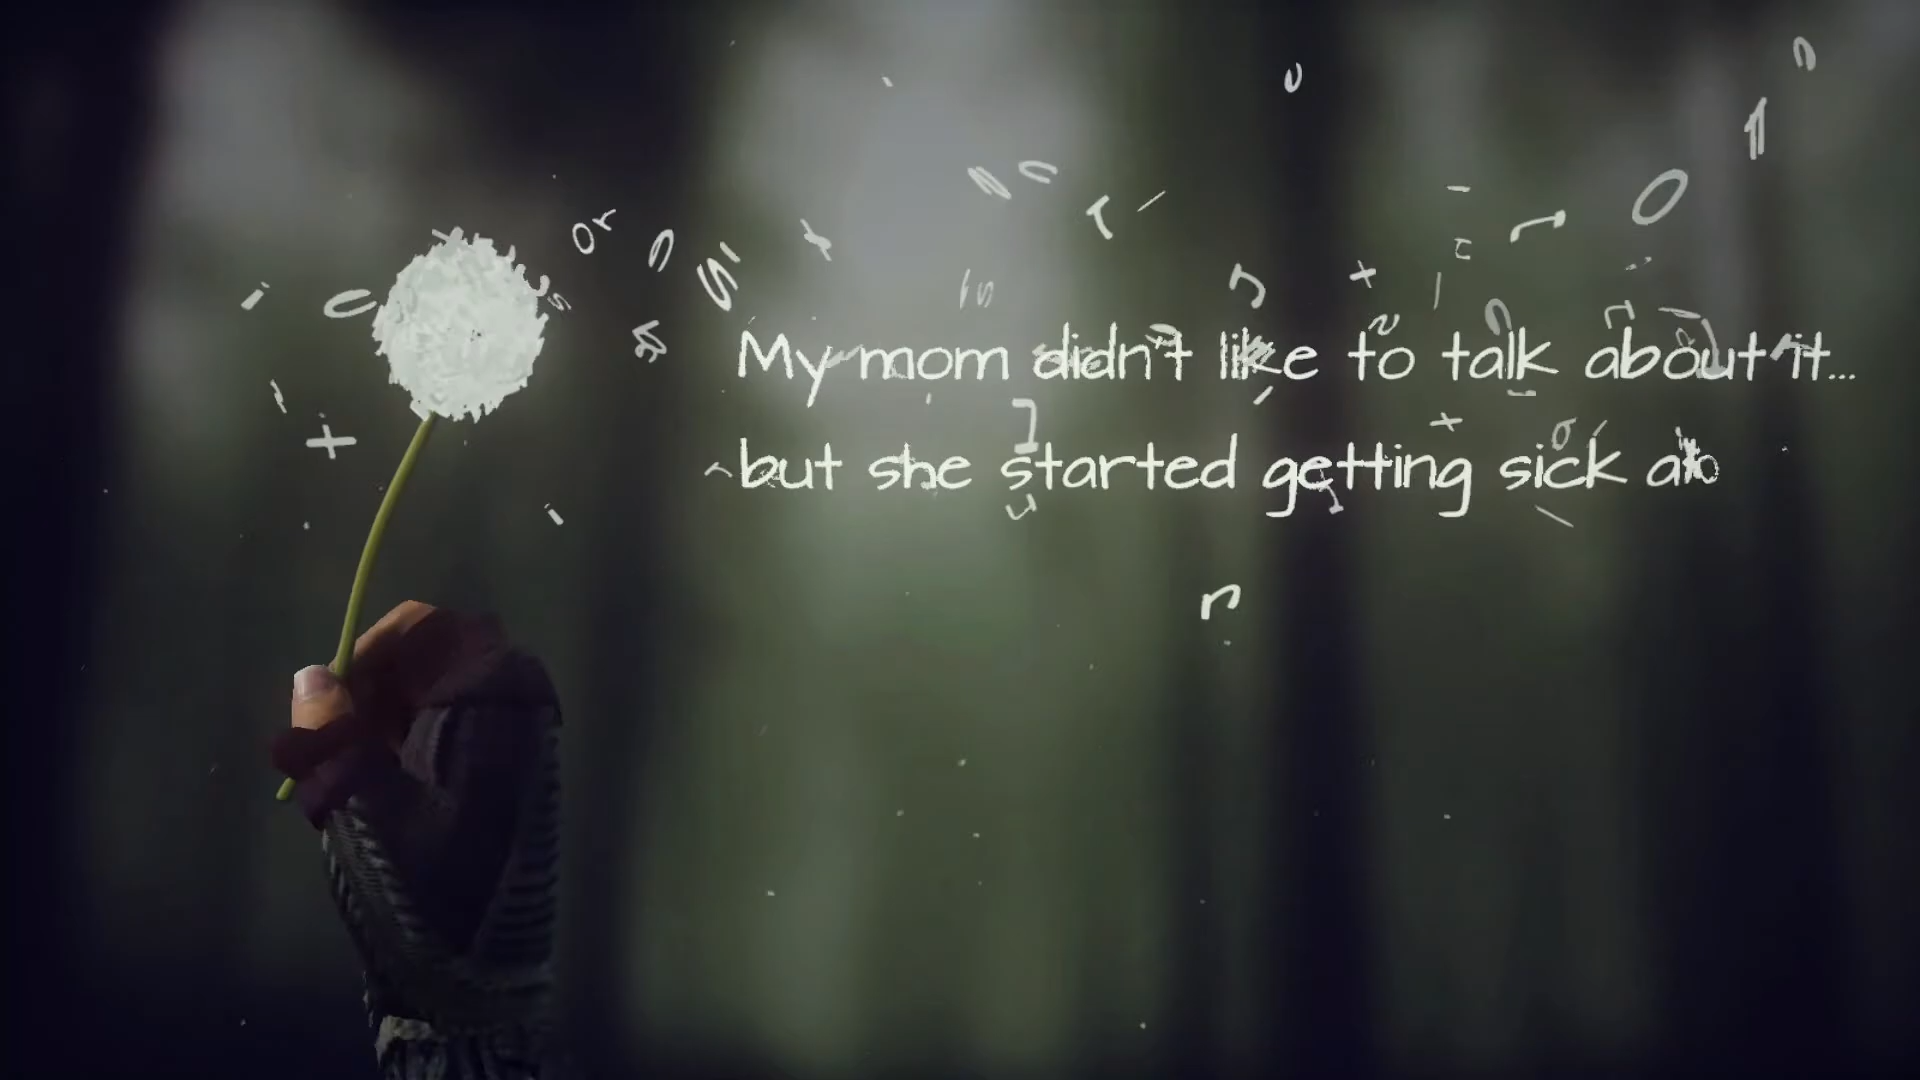 My mom didn't like to talk about it...
but she started getting sick